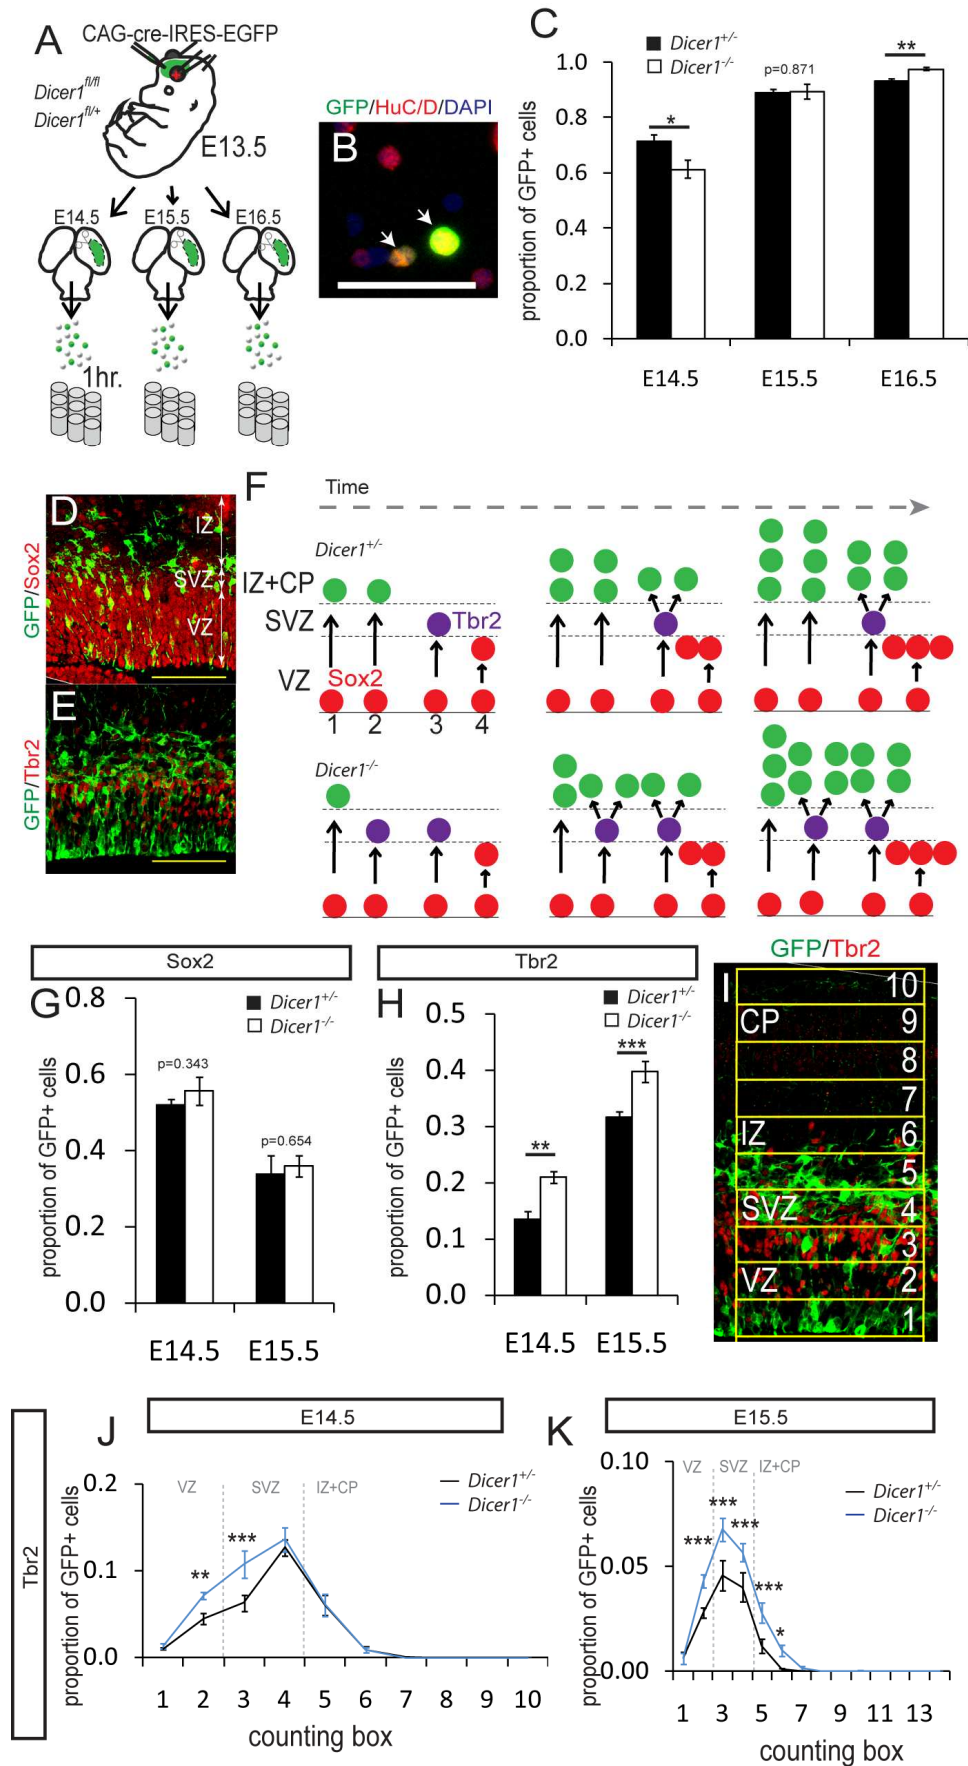 A
CAG-cre-IRES-EGFP
Dicer1fl/fl
Dicer1fl/+
E13.5
E14.5
E15.5
E16.5
1hr.
GFP/HuC/D/DAPI
B
C
Dicer1+/-
Dicer1-/-
proportion of GFP+ cells
1.0
0.8
0.6
0.4
0.2
0.0
*
p=0.871
**
E14.5
E15.5
E16.5
D
GFP/Sox2
IZ
SVZ
VZ
E
GFP/Tbr2
F
Time
Dicer1+/-
IZ+CP
SVZ
Tbr2
VZ
Sox2
1
2
3
4
Dicer1-/-
Sox2
G
Dicer1+/-
Dicer1-/-
proportion of GFP+ cells
0.8
0.6
0.4
0.2
0.0
p=0.343
p=0.654
E14.5
E15.5
Tbr2
H
Dicer1+/-
Dicer1-/-
proportion of GFP+ cells
0.5
0.4
0.3
0.2
0.1
0.0
**
***
E14.5
E15.5
GFP/Tbr2
I
10
CP
9
8
7
IZ
6
5
SVZ
4
3
VZ
2
1
Tbr2
J
E14.5
proportion of GFP+ cells
0.2
0.1
0.0
VZ
SVZ
IZ+CP
Dicer1+/-
Dicer1-/-
**
***
1 2 3 4 5 6 7 8 9 10
counting box
K
E15.5
proportion of GFP+ cells
0.10
0.05
0.00
VZ
SVZ
IZ+CP
Dicer1+/-
Dicer1-/-
***
***
***
***
*
1 3 5 7 9 11 13
counting box